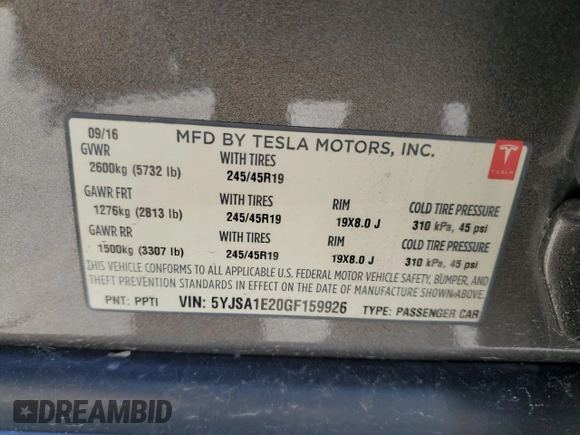 09/16
MFD BY TESLA MOTORS, INC.
TESLA
GVWR WITH TIRES
2600kg (5732 lb) 245/45R19
GAWR FRT WITH TIRES RIM COLD TIRE PRESSURE
1276kg (2813 lb) 245/45R19 19X8.0 J 310 kPa, 45 psi
GAWR RR WITH TIRES RIM COLD TIRE PRESSURE
1500kg (3307 lb) 245/45R19 19X8.0 J 310 kPa, 45 psi
THIS VEHICLE CONFORMS TO ALL APPLICABLE U.S. FEDERAL MOTOR VEHICLE SAFETY, BUMPER, AND
THEFT PREVENTION STANDARDS IN EFFECT ON THE DATE OF MANUFACTURE SHOWN ABOVE.
PNT: PPTI VIN: 5YJSA1E20GF159926 TYPE: PASSENGER CAR
DREAMBID